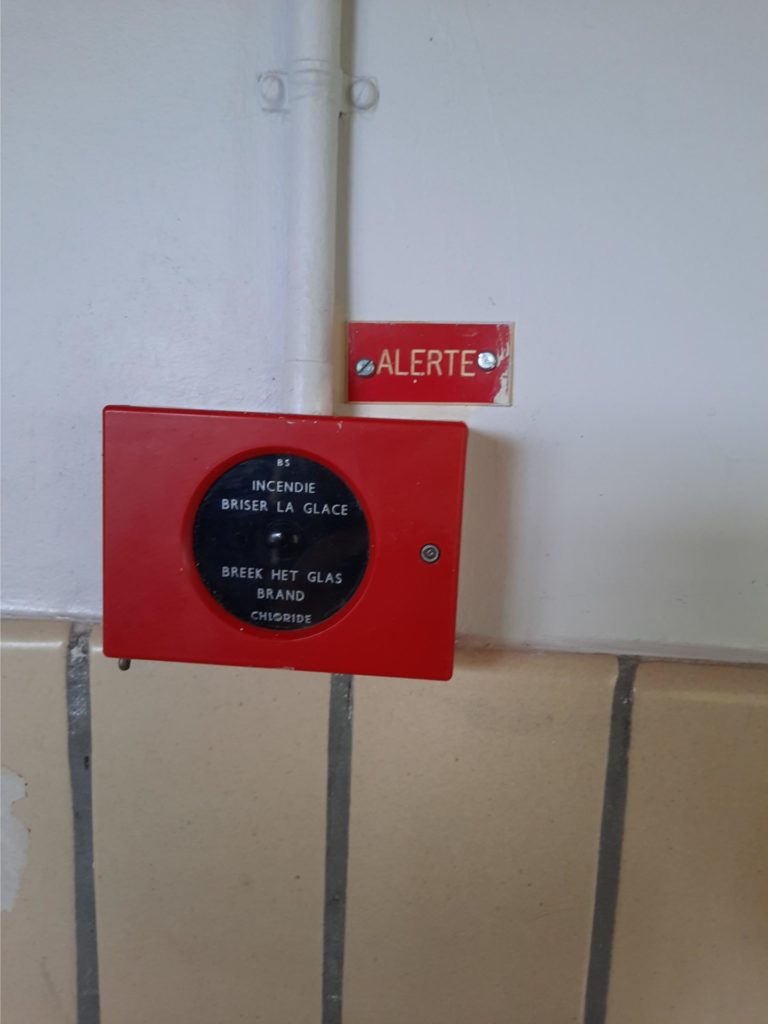 ALERTE
BS
INCENDIE
BRISER LA GLACE
BREEK HET GLAS
BRAND
CHLORIDE